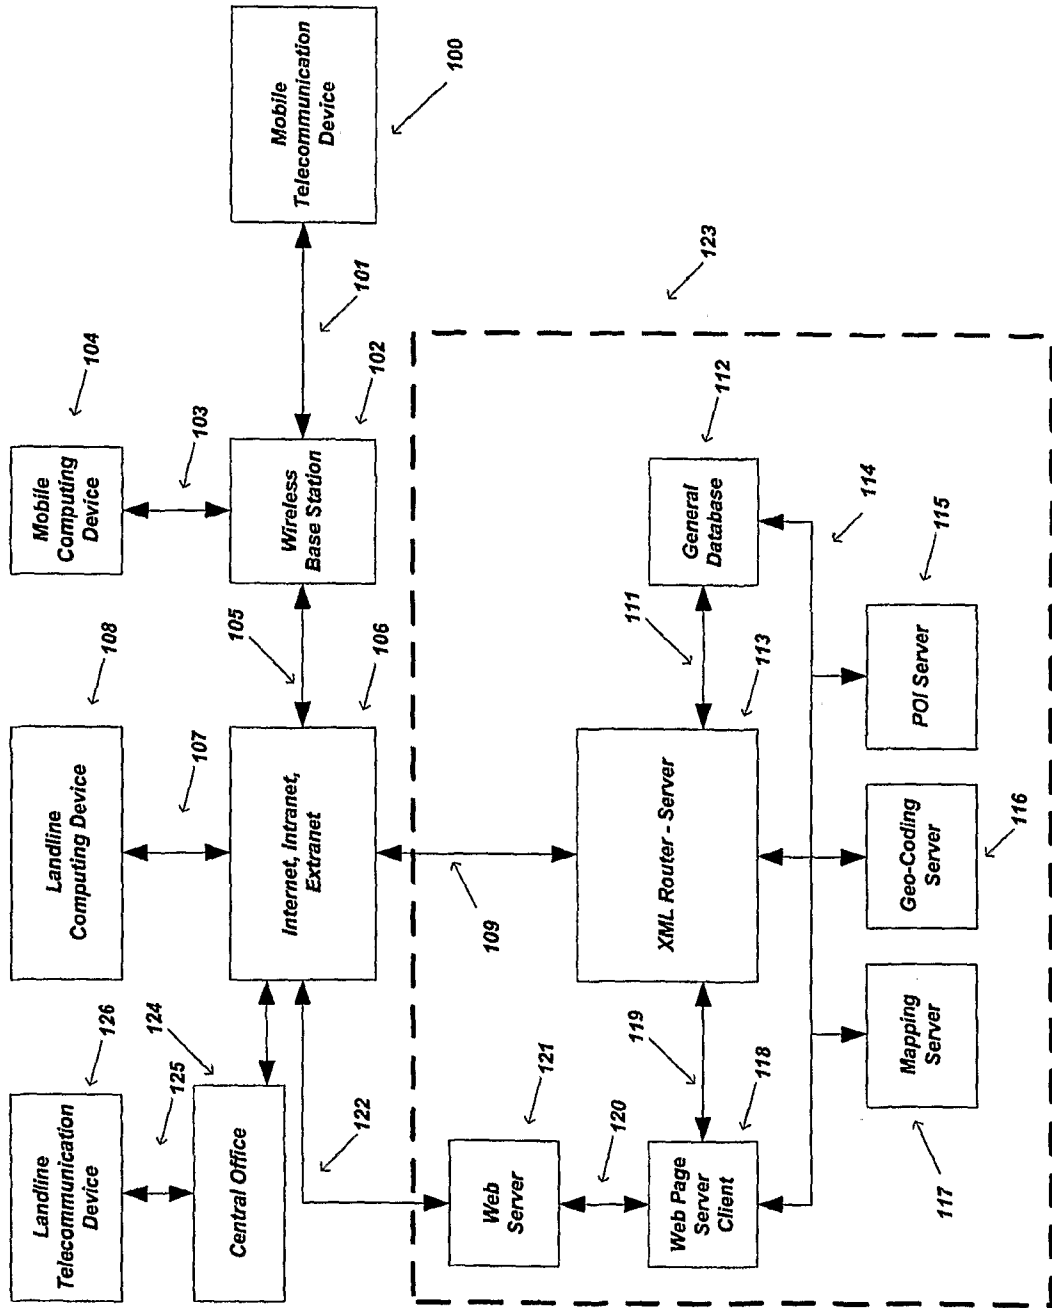 Landline
Telecommunication
Device
126
125
124
Central Office
Landline
Computing Device
108
107
Internet, Intranet,
Extranet
106
105
Mobile
Computing
Device
104
103
Wireless
Base Station
102
101
Mobile
Telecommunication
Device
100
122
109
123
Web
Server
121
120
Web Page
Server
Client
118
119
XML Router - Server
113
111
General
Database
112
114
Mapping
Server
117
Geo-Coding
Server
116
POI Server
115